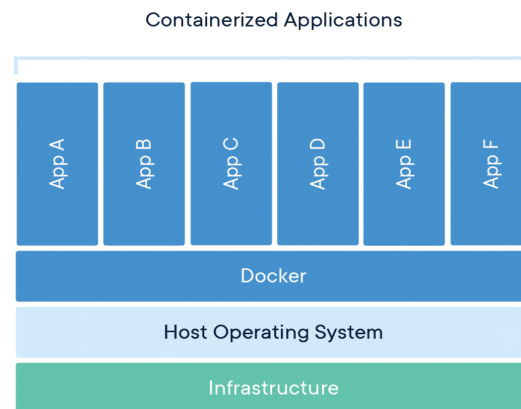 Containerized Applications
App A
App B
App C
App D
App E
App F
Docker
Host Operating System
Infrastructure